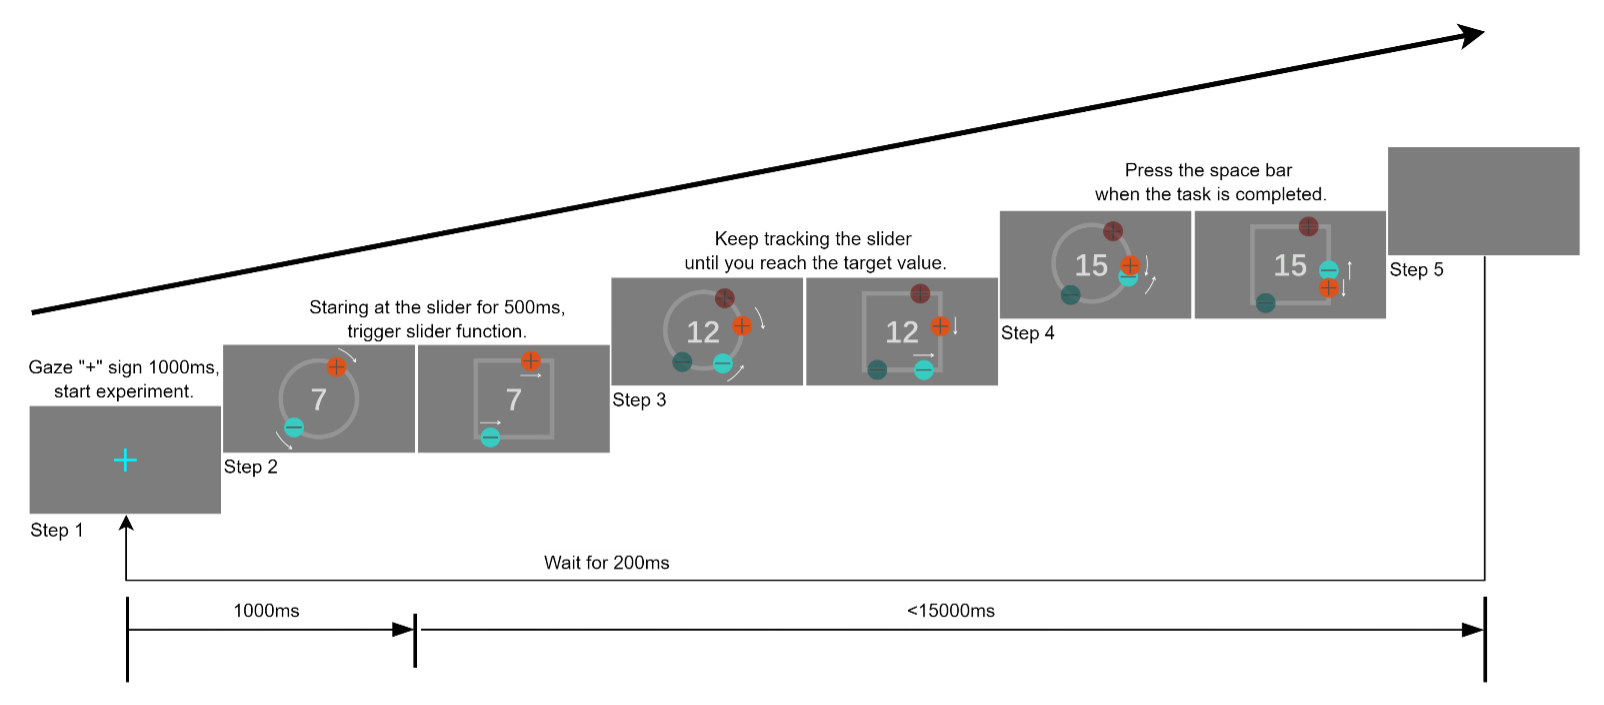 Press the space bar
when the task is completed.
Keep tracking the slider
until you reach the target value.
Staring at the slider for 500ms,
trigger slider function.
Gaze "+" sign 1000ms,
start experiment.
+
Step 1
7
7
Step 2
12
12
Step 3
15
15
Step 4
Step 5
Wait for 200ms
1000ms
<15000ms